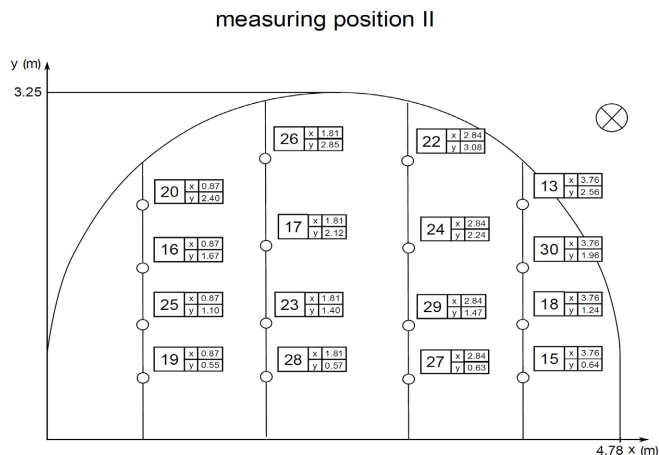 measuring position II
y (m)
3.25
26 x 1.81
y 2.85
22 x 2.84
y 3.08
20 x 0.87
y 2.40
13 x 3.76
y 2.56
17 x 1.81
y 2.12
24 x 2.84
y 2.24
16 x 0.87
y 1.67
30 x 3.76
y 1.96
25 x 0.87
y 1.10
23 x 1.81
y 1.40
29 x 2.84
y 1.47
18 x 3.76
y 1.24
19 x 0.87
y 0.55
28 x 1.81
y 0.57
27 x 2.84
y 0.63
15 x 3.76
y 0.64
4.78 x (m)